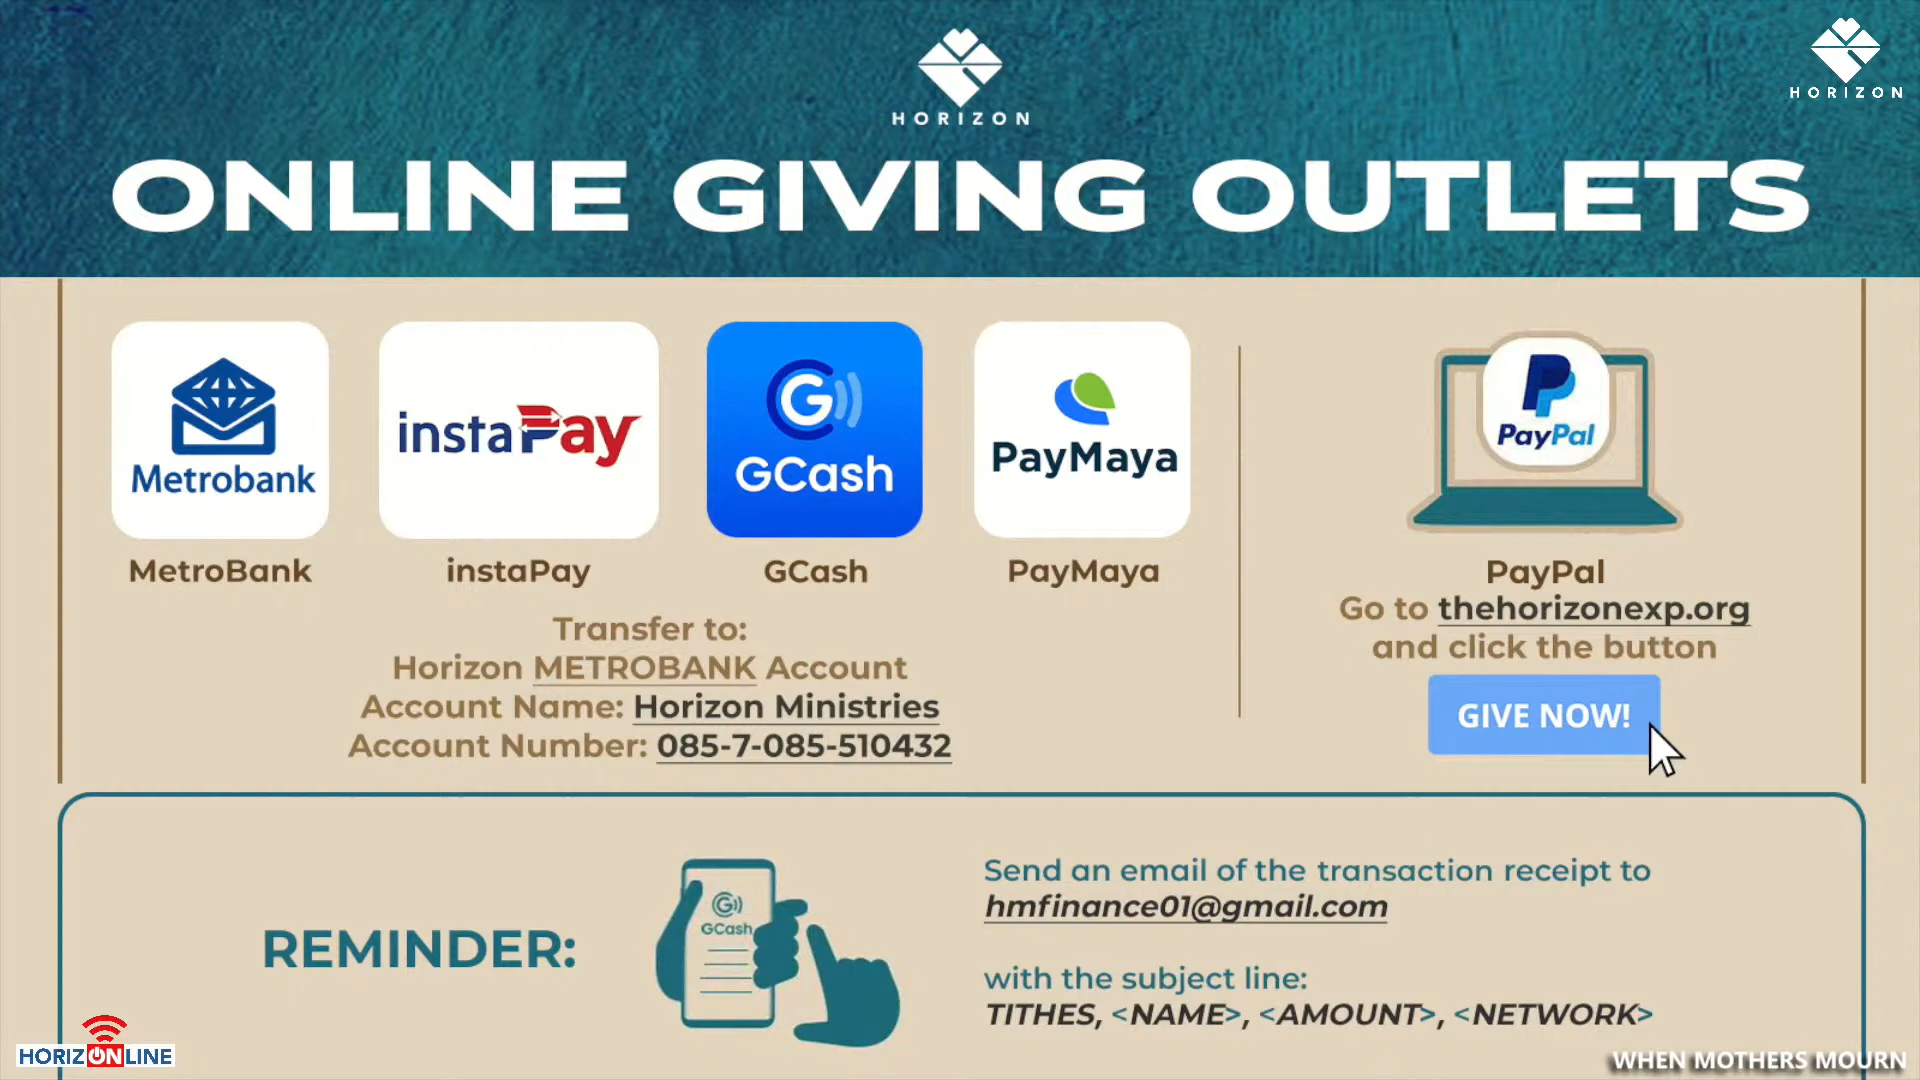 HORIZON
HORIZON
ONLINE GIVING OUTLETS
Metrobank
instaPay
GCash
PayMaya
PayPal
MetroBank
instaPay
GCash
PayMaya
PayPal
Go to thehorizonexp.org
and click the button
GIVE NOW!
Transfer to:
Horizon METROBANK Account
Account Name: Horizon Ministries
Account Number: 085-7-085-510432
REMINDER:
GCash
Send an email of the transaction receipt to
hmfinance01@gmail.com
with the subject line:
TITHES, <NAME>, <AMOUNT>, <NETWORK>
HORIZONLINE
WHEN MOTHERS MOURN